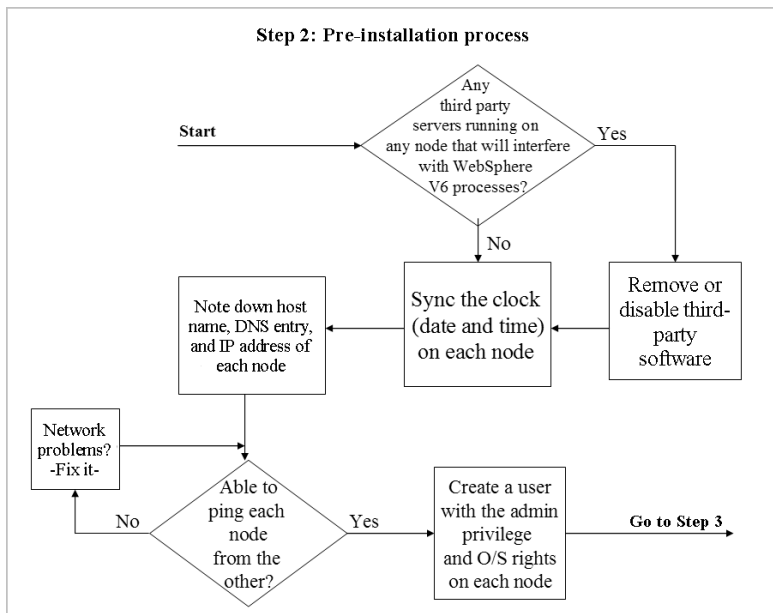 Step 2: Pre-installation process
Start
Any
third party
servers running on
any node that will interfere
with WebSphere
V6 processes?
Yes
No
Remove or
disable third-
party
software
Sync the clock
(date and time)
on each node
Note down host
name, DNS entry,
and IP address of
each node
Network
problems?
-Fix it-
Able to
ping each
node
from the
other?
No
Yes
Create a user
with the admin
privilege
and O/S rights
on each node
Go to Step 3